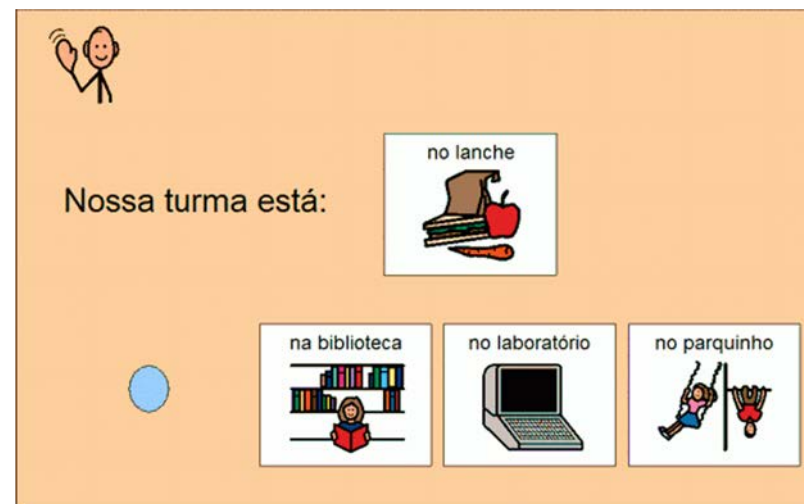 no lanche
Nossa turma está:
na biblioteca
no laboratório
no parquinho